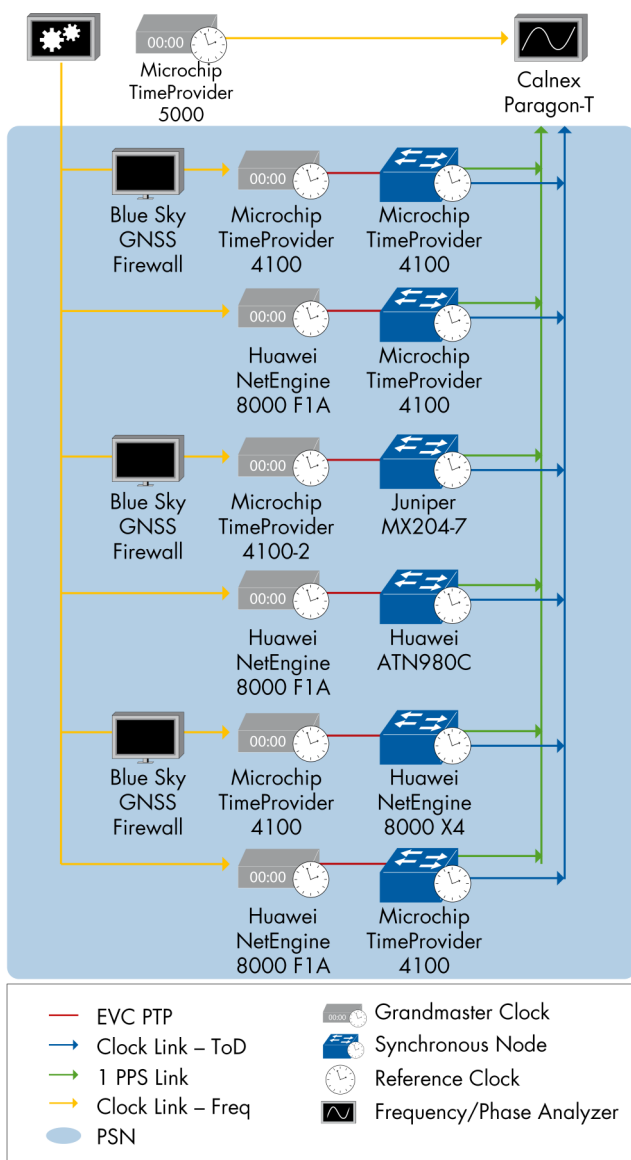 00:00
Microchip
TimeProvider
5000
Calnex
Paragon-T
Blue Sky
GNSS
Firewall
00:00
Microchip
TimeProvider
4100
Microchip
TimeProvider
4100
00:00
Huawei
NetEngine
8000 F1A
Microchip
TimeProvider
4100
Blue Sky
GNSS
Firewall
00:00
Microchip
TimeProvider
4100-2
Juniper
MX204-7
00:00
Huawei
NetEngine
8000 F1A
Huawei
ATN980C
Blue Sky
GNSS
Firewall
00:00
Microchip
TimeProvider
4100
Huawei
NetEngine
8000 X4
00:00
Huawei
NetEngine
8000 F1A
Microchip
TimeProvider
4100
EVC PTP
Clock Link – ToD
1 PPS Link
Clock Link – Freq
PSN
00:00
Grandmaster Clock
Synchronous Node
Reference Clock
Frequency/Phase Analyzer